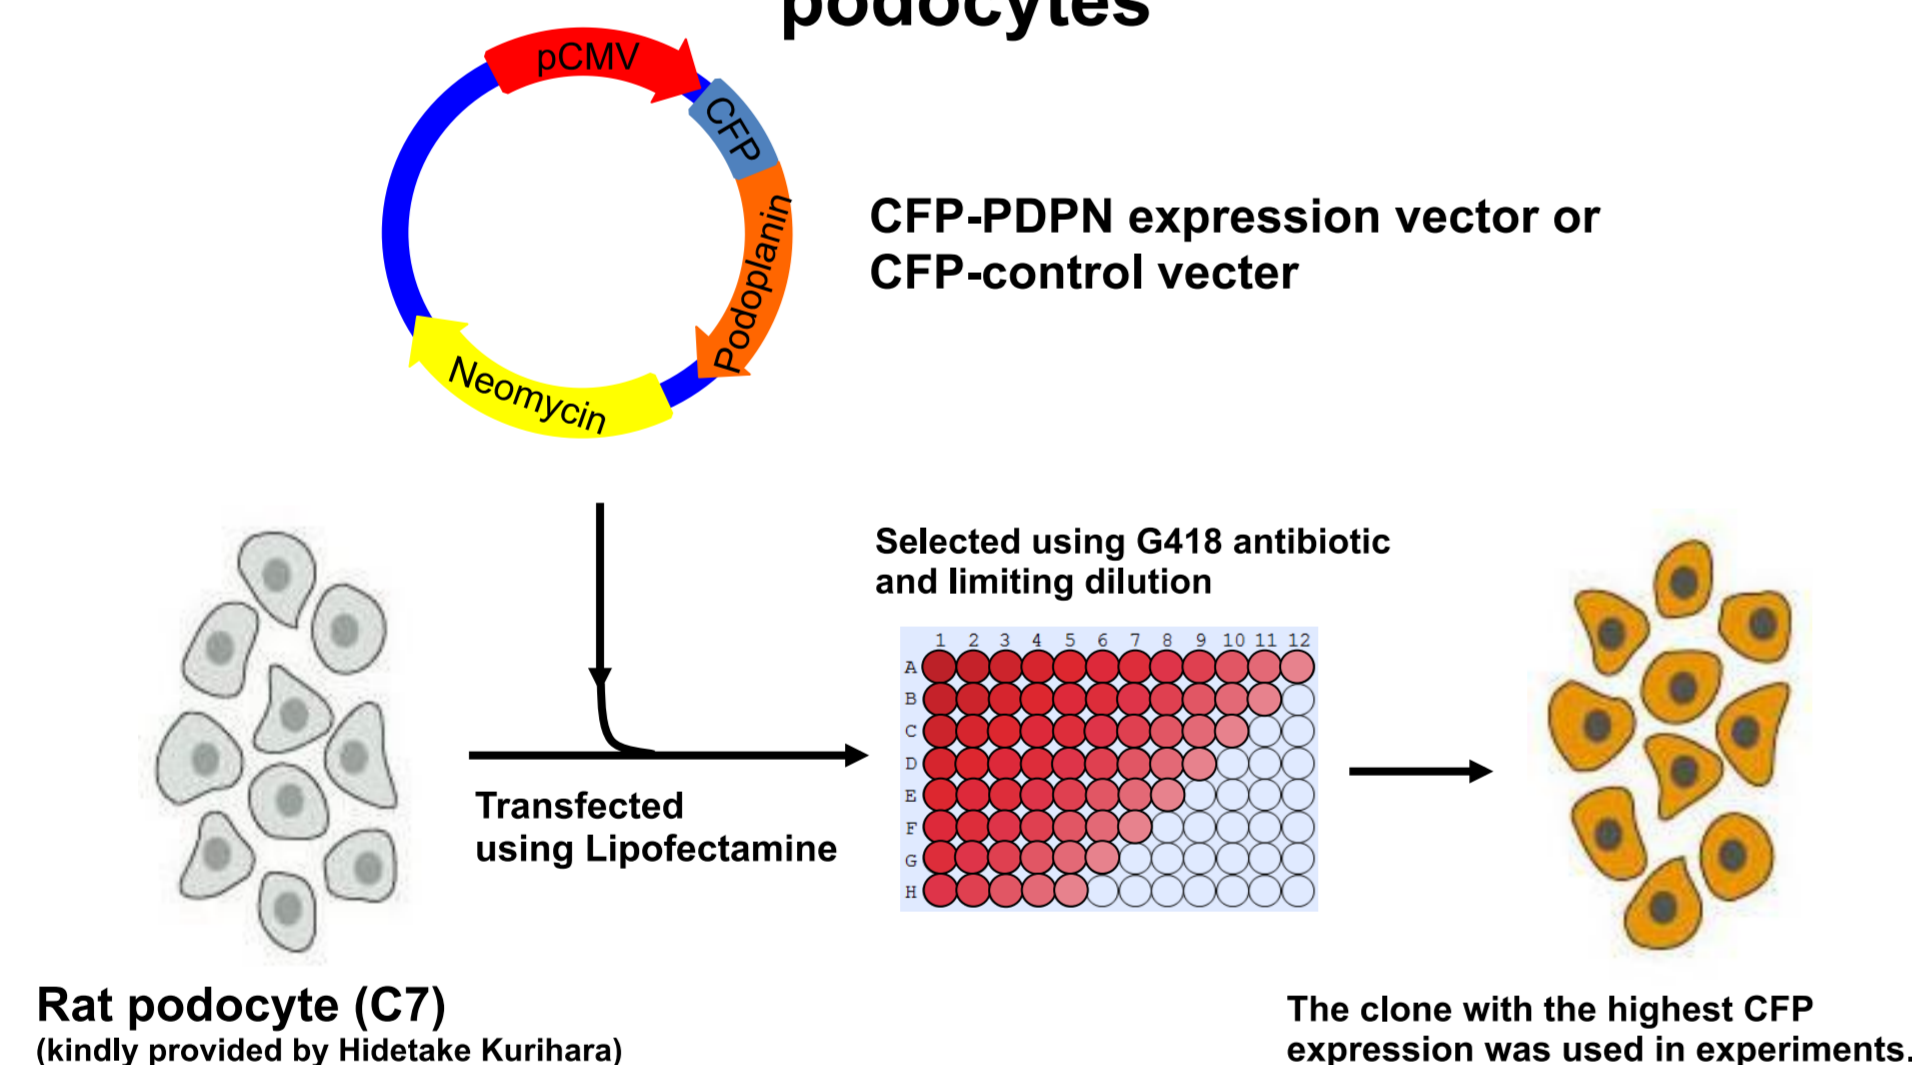 podocytes
pCMV
CFP
Podoplanin
Neomycin
CFP-PDPN expression vector or
CFP-control vecter
Selected using G418 antibiotic
and limiting dilution
1 2 3 4 5 6 7 8 9 10 11 12
A
B
C
D
E
F
G
H
Transfected
using Lipofectamine
Rat podocyte (C7)
(kindly provided by Hidetake Kurihara)
The clone with the highest CFP
expression was used in experiments.